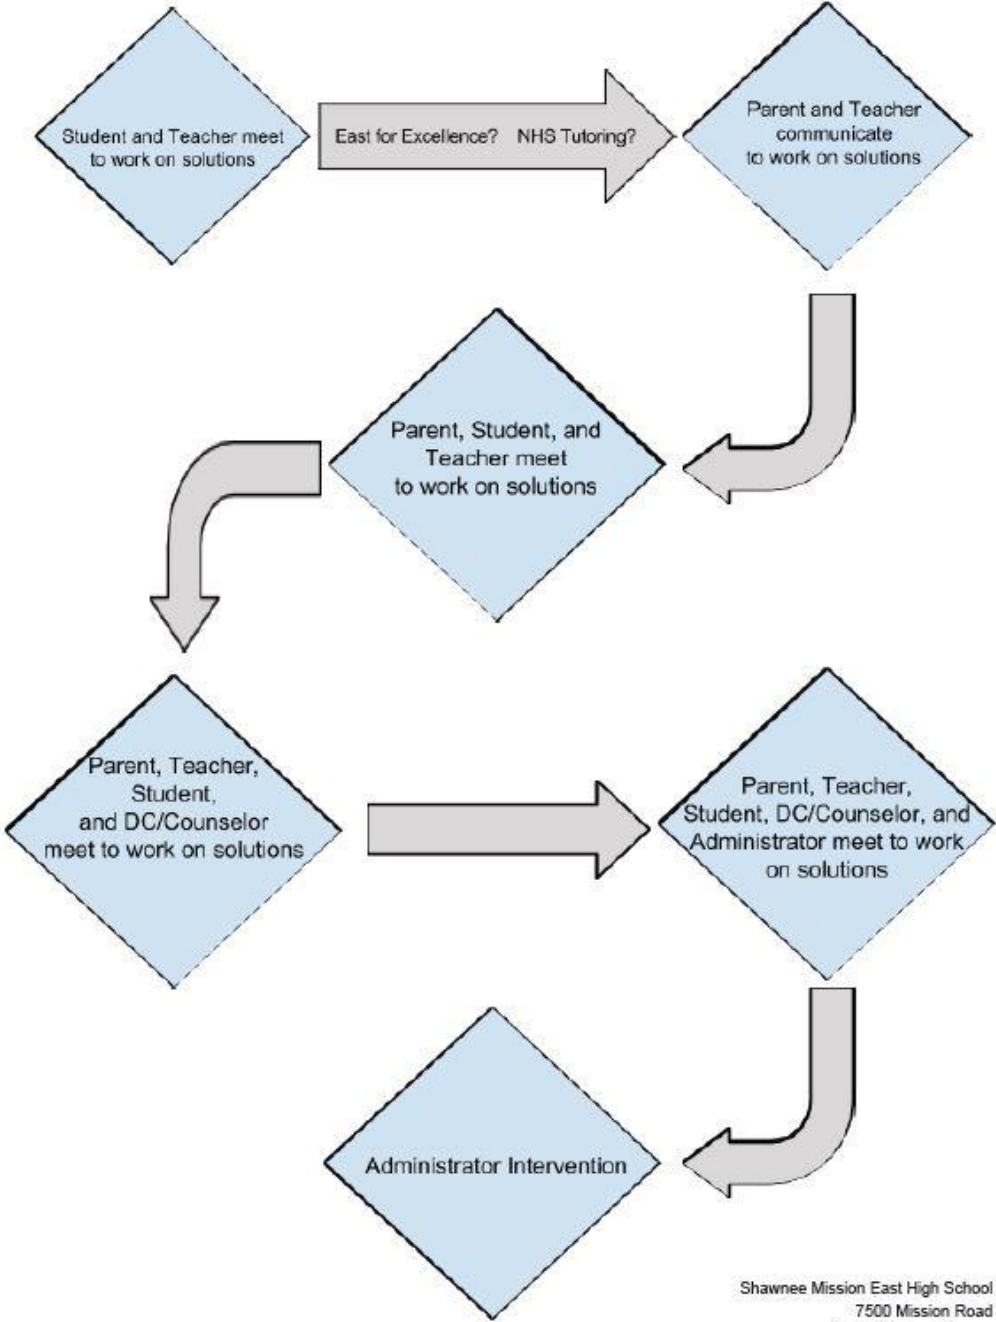 Student and Teacher meet
to work on solutions
East for Excellence? NHS Tutoring?
Parent and Teacher
communicate
to work on solutions
Parent, Student, and
Teacher meet
to work on solutions
Parent, Teacher,
Student,
and DC/Counselor
meet to work on solutions
Parent, Teacher,
Student, DC/Counselor, and
Administrator meet to work
on solutions
Administrator Intervention
Shawnee Mission East High School
7500 Mission Road